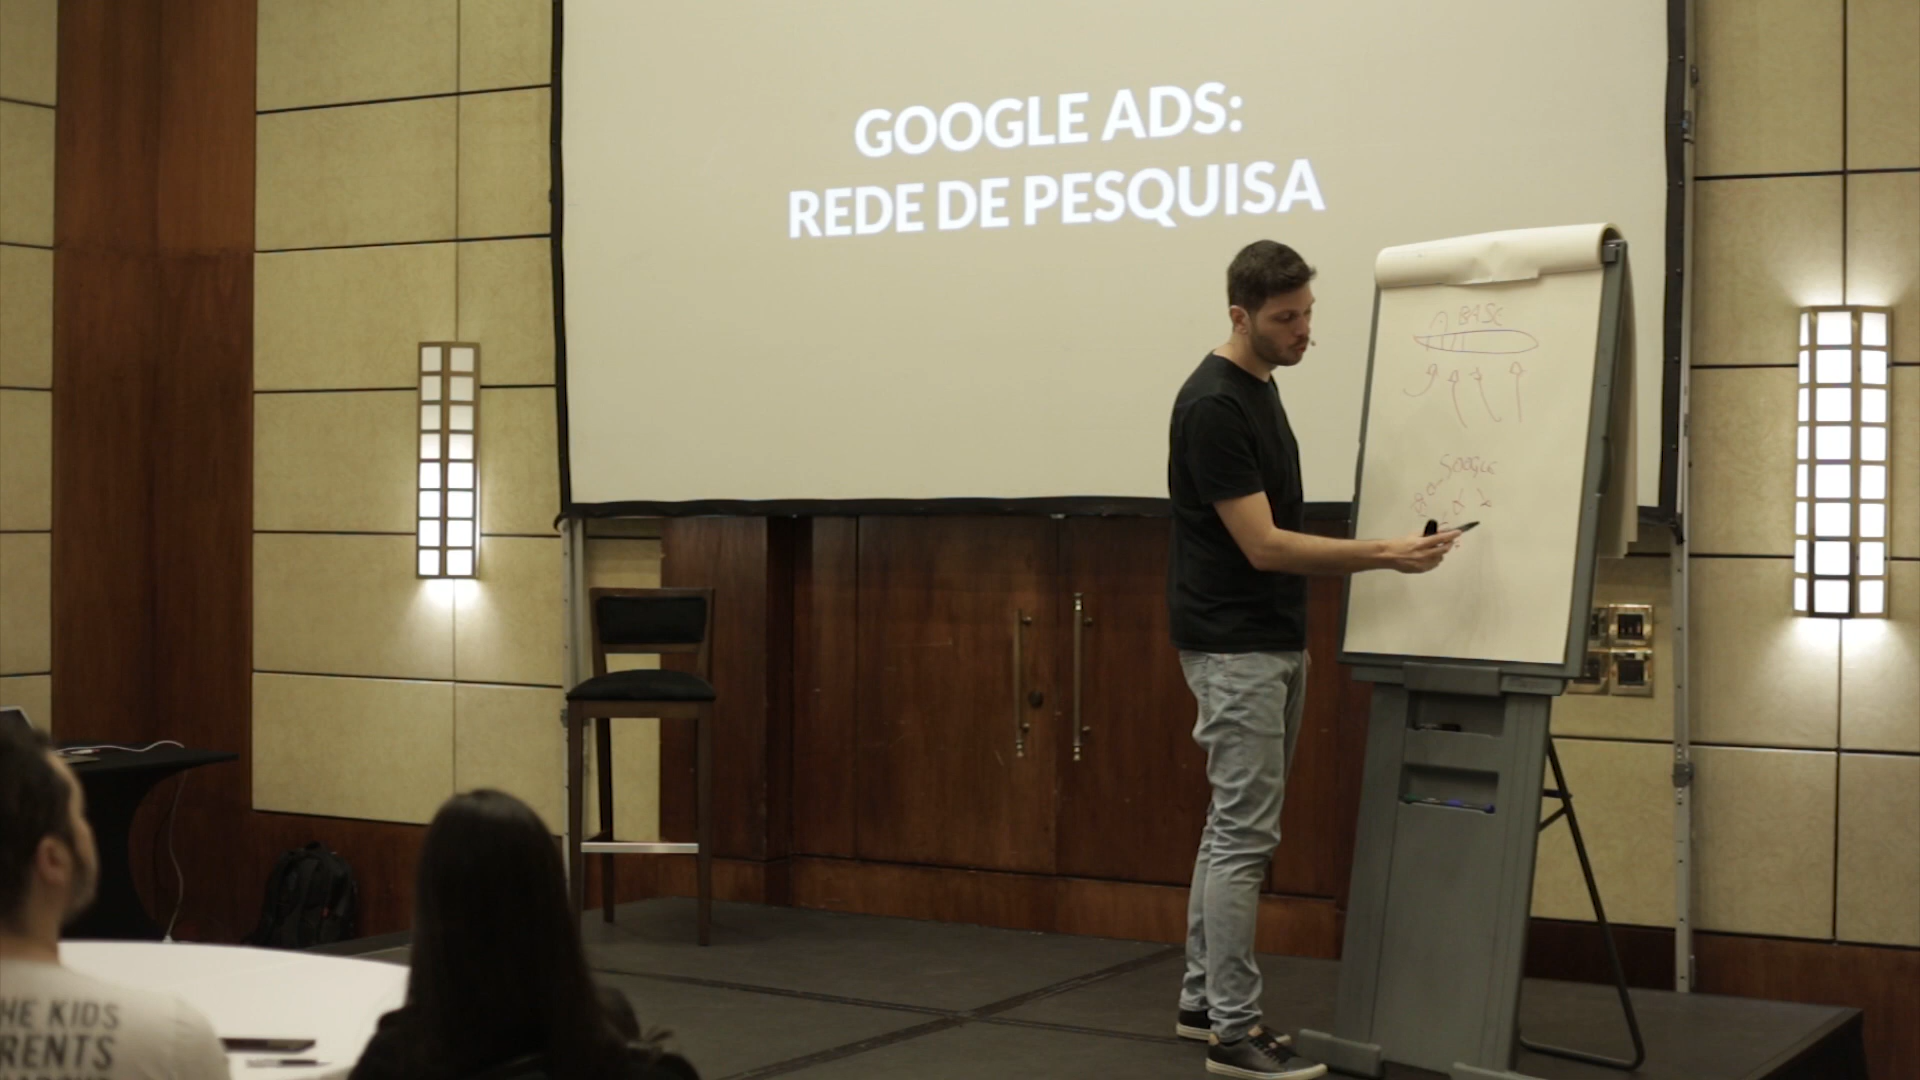 GOOGLE ADS:
REDE DE PESQUISA
BASE
GOOGLE
HE KIDS
RENTS